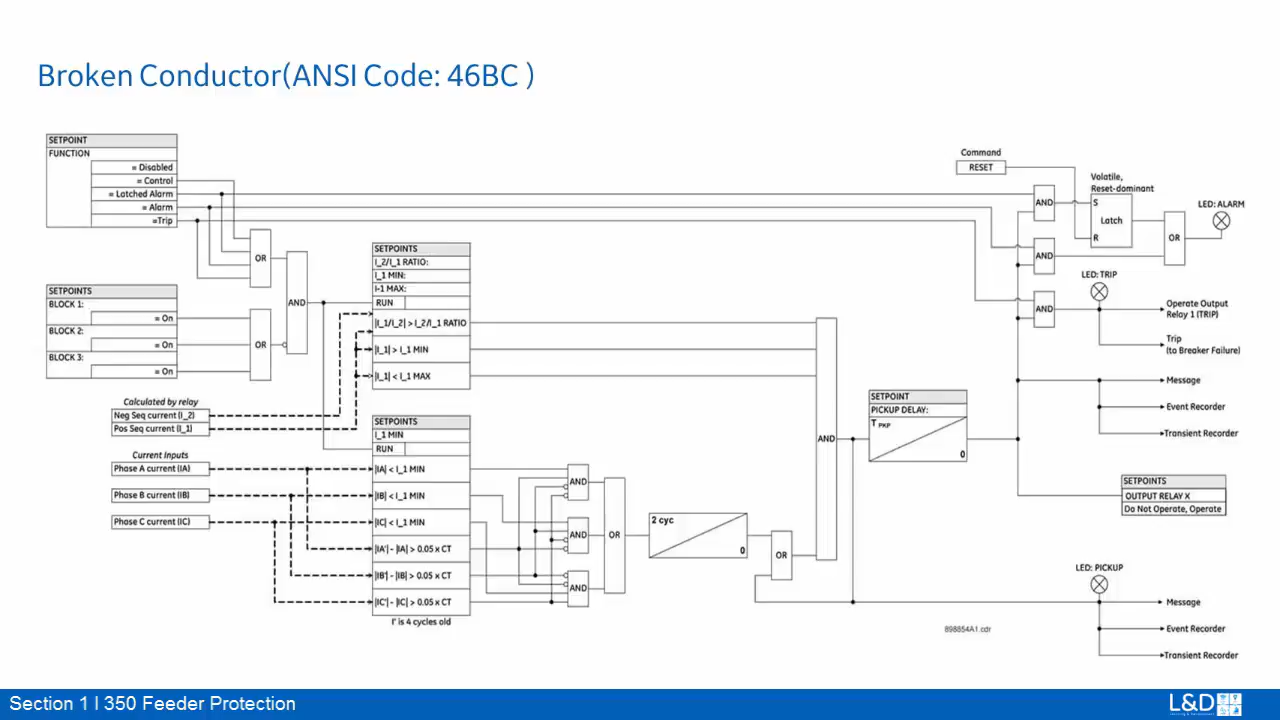 Broken Conductor(ANSI Code: 46BC )
SETPOINT
FUNCTION
= Disabled
= Control
= Latched Alarm
= Alarm
=Trip
OR
AND
SETPOINTS
BLOCK 1:
= On
BLOCK 2:
= On
BLOCK 3:
= On
OR
Calculated by relay
Neg Seq current (I_2)
Pos Seq current (I_1)
Current Inputs
Phase A current (IA)
Phase B current (IB)
Phase C current (IC)
SETPOINTS
I_2/I_1 RATIO:
I_1 MIN:
I-1 MAX:
RUN
|I_1/I_2| > I_2/I_1 RATIO
|I_1| > I_1 MIN
|I_1| < I_1 MAX
SETPOINTS
I_1 MIN
RUN
|IA| < I_1 MIN
|IB| < I_1 MIN
|IC| < I_1 MIN
|IA'| - |IA| > 0.05 x CT
|IB'| - |IB| > 0.05 x CT
|IC'| - |IC| > 0.05 x CT
I' is 4 cycles old
AND
AND
AND
OR
2 cyc
0
OR
AND
SETPOINT
PICKUP DELAY:
T PKP
0
Command
RESET
AND
AND
AND
Volatile,
Reset-dominant
S
Latch
R
OR
LED: ALARM
LED: TRIP
Operate Output
Relay 1 (TRIP)
Trip
(to Breaker Failure)
Message
Event Recorder
Transient Recorder
SETPOINTS
OUTPUT RELAY X
Do Not Operate, Operate
LED: PICKUP
Message
Event Recorder
Transient Recorder
898854A1.cdr
Section 1 I 350 Feeder Protection
L&D